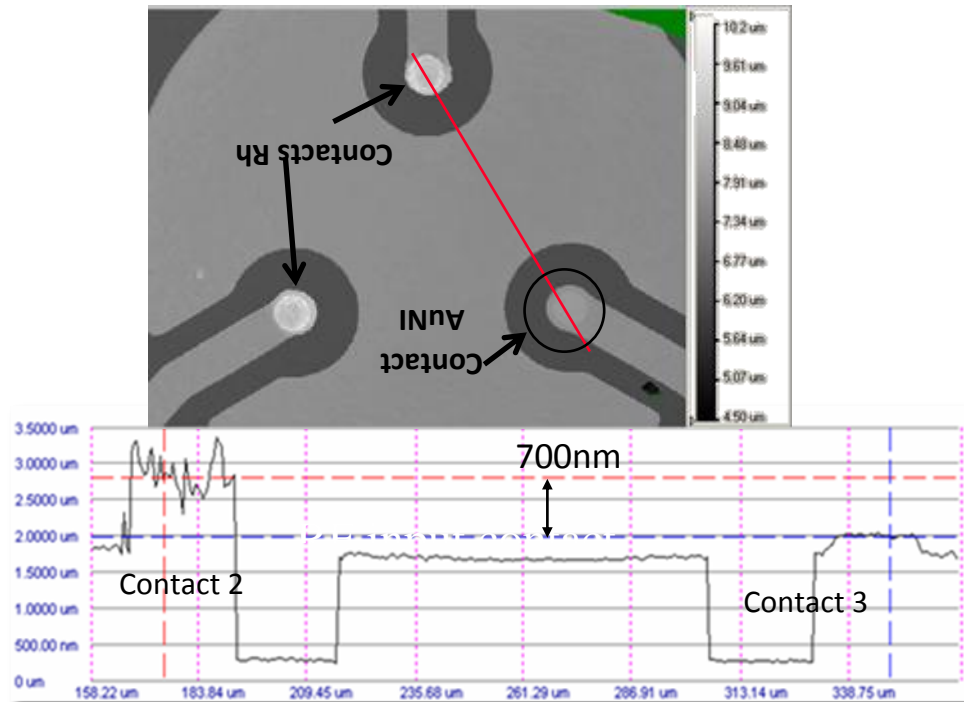 10.2 um
9.61 um
9.04 um
8.48 um
7.91 um
7.34 um
6.77 um
6.20 um
5.64 um
5.07 um
4.50 um
Contacts Rh
AuNI
Contact
3.5000 um
3.0000 um
2.5000 um
2.0000 um
1.5000 um
1.0000 um
500.00 nm
0 um
700nm
Contact 2
Contact 3
158.22 um 183.84 um 209.45 um 235.68 um 261.29 um 286.91 um 313.14 um 338.75 um